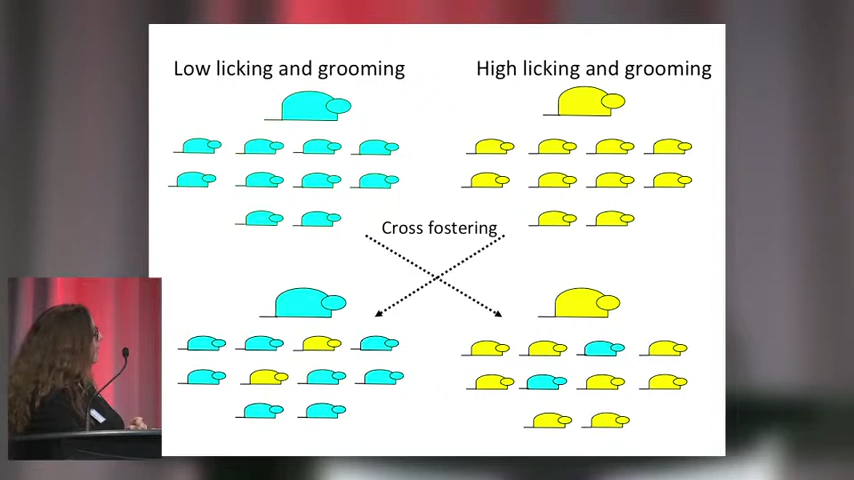 Low licking and grooming
High licking and grooming
Cross fostering